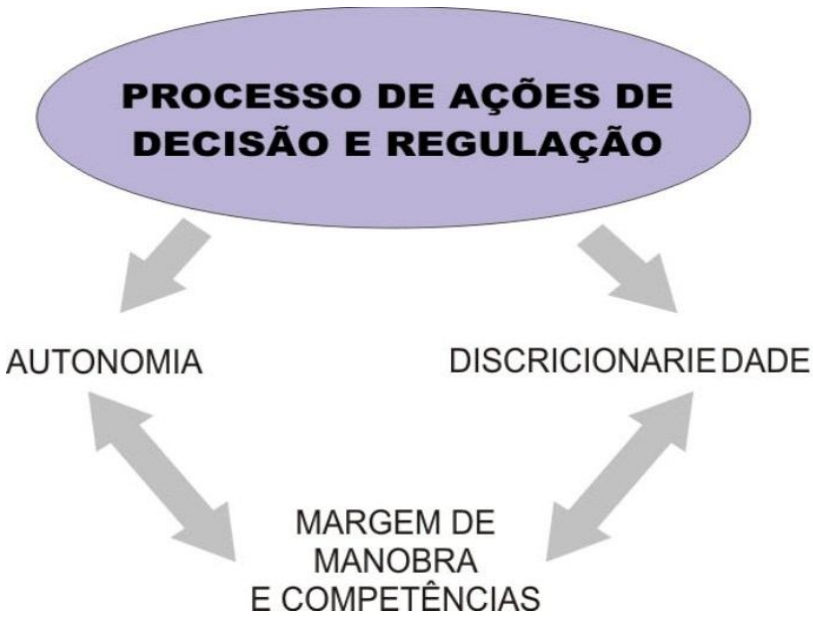 PROCESSO DE AÇÕES DE
DECISÃO E REGULAÇÃO
AUTONOMIA
DISCRICIONARIE DADE
MARGEM DE
MANOBRA
E COMPETÊNCIAS